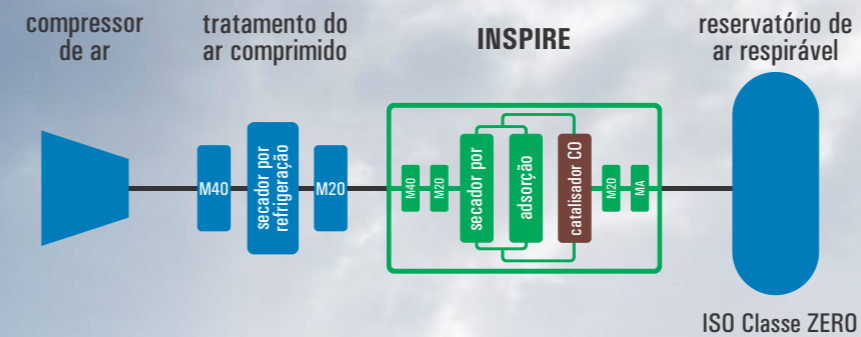 compressor
de ar
tratamento do
ar comprimido
INSPIRE
reservatório de
ar respirável
M40
secador por
refrigeração
M20
M40
M20
secador por
adsorção
catalisador CO
M20
MA
ISO Classe ZERO